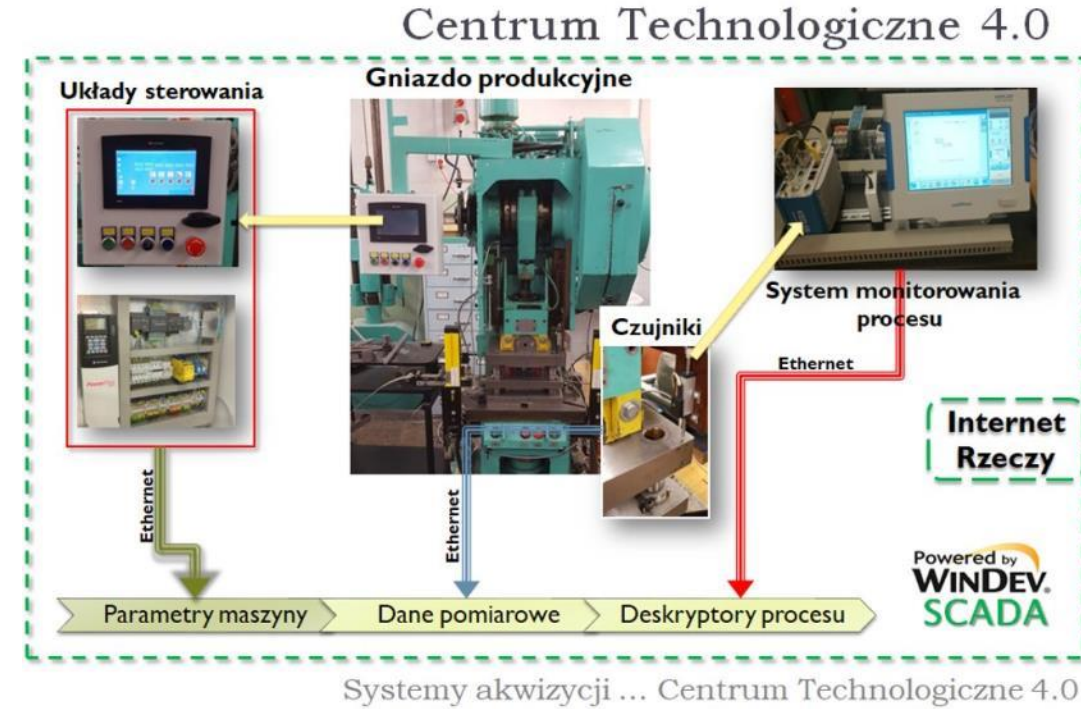 Centrum Technologiczne 4.0
Układy sterowania
Gniazdo produkcyjne
Czujniki
System monitorowania
procesu
Ethernet
Internet
Rzeczy
Ethernet
Ethernet
Powered by
WINDEV.
SCADA
Parametry maszyny
Dane pomiarowe
Deskryptory procesu
Systemy akwizycji ... Centrum Technologiczne 4.0